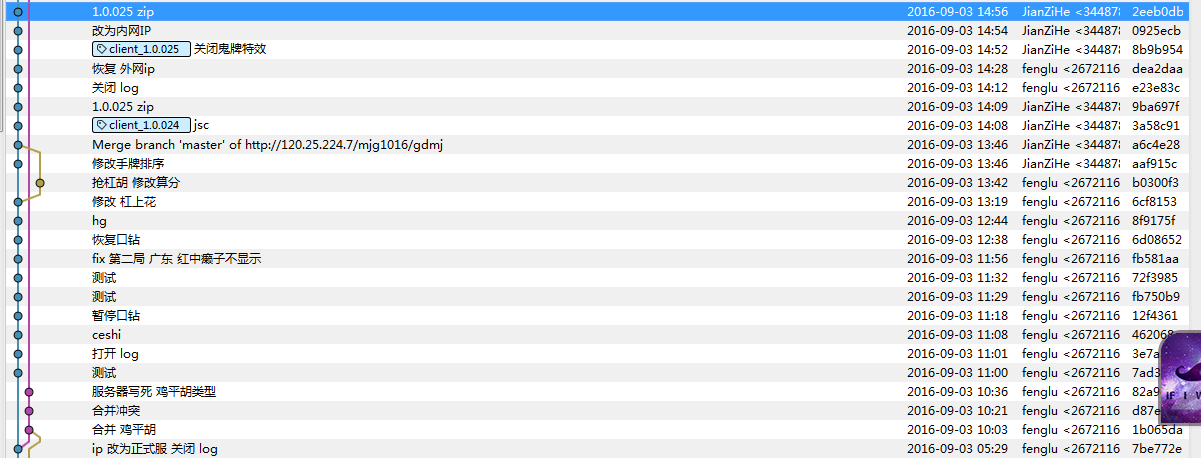 1.0.025 zip 2016-09-03 14:56 JianZiHe <344878 2eeb0db
改为内网IP 2016-09-03 14:54 JianZiHe <344878 0925ecb
client_1.0.025 关闭鬼牌特效 2016-09-03 14:52 JianZiHe <344878 8b9b954
恢复 外网ip 2016-09-03 14:28 fenglu <2672116 dea2daa
关闭 log 2016-09-03 14:12 fenglu <2672116 e23e83c
1.0.025 zip 2016-09-03 14:09 JianZiHe <344878 9ba697f
client_1.0.024 jsc 2016-09-03 14:08 JianZiHe <344878 3a58c91
Merge branch 'master' of http://120.25.224.7/mjg1016/gdmj 2016-09-03 13:46 JianZiHe <344878 a6c4e28
修改手牌排序 2016-09-03 13:46 JianZiHe <344878 aaf915c
抢杠胡 修改算分 2016-09-03 13:42 fenglu <2672116 b0300f3
修改 杠上花 2016-09-03 13:19 fenglu <2672116 6cf8153
hg 2016-09-03 12:44 fenglu <2672116 8f9175f
恢复口钻 2016-09-03 12:38 fenglu <2672116 6d08652
fix 第二局 广东 红中癞子不显示 2016-09-03 11:56 fenglu <2672116 fb581aa
测试 2016-09-03 11:32 fenglu <2672116 72f3985
测试 2016-09-03 11:29 fenglu <2672116 fb750b9
暂停口钻 2016-09-03 11:18 fenglu <2672116 12f4361
ceshi 2016-09-03 11:08 fenglu <2672116 462068
打开 log 2016-09-03 11:01 fenglu <2672116 3e7a
测试 2016-09-03 11:00 fenglu <2672116 7ad3
服务器写死 鸡平胡类型 2016-09-03 10:36 fenglu <2672116 82a9
IF I W
合并冲突 2016-09-03 10:21 fenglu <2672116 d87e
合并 鸡平胡 2016-09-03 10:03 fenglu <2672116 1b065da
ip 改为正式服 关闭 log 2016-09-03 05:29 fenglu <2672116 7be772e